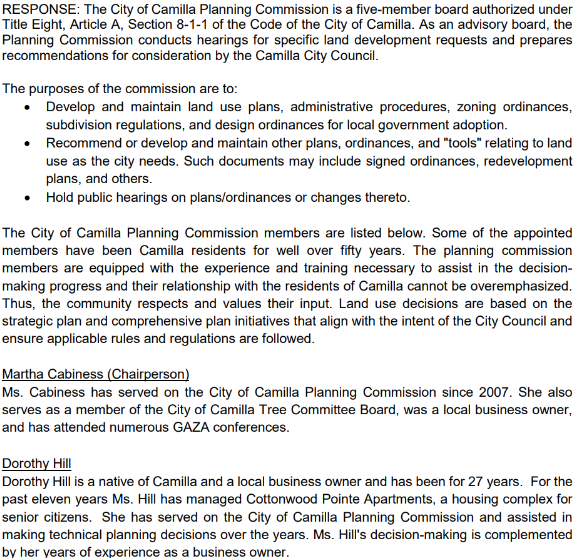 RESPONSE: The City of Camilla Planning Commission is a five-member board authorized under
Title Eight, Article A, Section 8-1-1 of the Code of the City of Camilla. As an advisory board, the
Planning Commission conducts hearings for specific land development requests and prepares
recommendations for consideration by the Camilla City Council.
The purposes of the commission are to:
• Develop and maintain land use plans, administrative procedures, zoning ordinances,
subdivision regulations, and design ordinances for local government adoption.
• Recommend or develop and maintain other plans, ordinances, and "tools" relating to land
use as the city needs. Such documents may include signed ordinances, redevelopment
plans, and others.
• Hold public hearings on plans/ordinances or changes thereto.
The City of Camilla Planning Commission members are listed below. Some of the appointed
members have been Camilla residents for well over fifty years. The planning commission
members are equipped with the experience and training necessary to assist in the decision-
making progress and their relationship with the residents of Camilla cannot be overemphasized.
Thus, the community respects and values their input. Land use decisions are based on the
strategic plan and comprehensive plan initiatives that align with the intent of the City Council and
ensure applicable rules and regulations are followed.
Martha Cabiness (Chairperson)
Ms. Cabiness has served on the City of Camilla Planning Commission since 2007. She also
serves as a member of the City of Camilla Tree Committee Board, was a local business owner,
and has attended numerous GAZA conferences.
Dorothy Hill
Dorothy Hill is a native of Camilla and a local business owner and has been for 27 years. For the
past eleven years Ms. Hill has managed Cottonwood Pointe Apartments, a housing complex for
senior citizens. She has served on the City of Camilla Planning Commission and assisted in
making technical planning decisions over the years. Ms. Hill's decision-making is complemented
by her years of experience as a business owner.